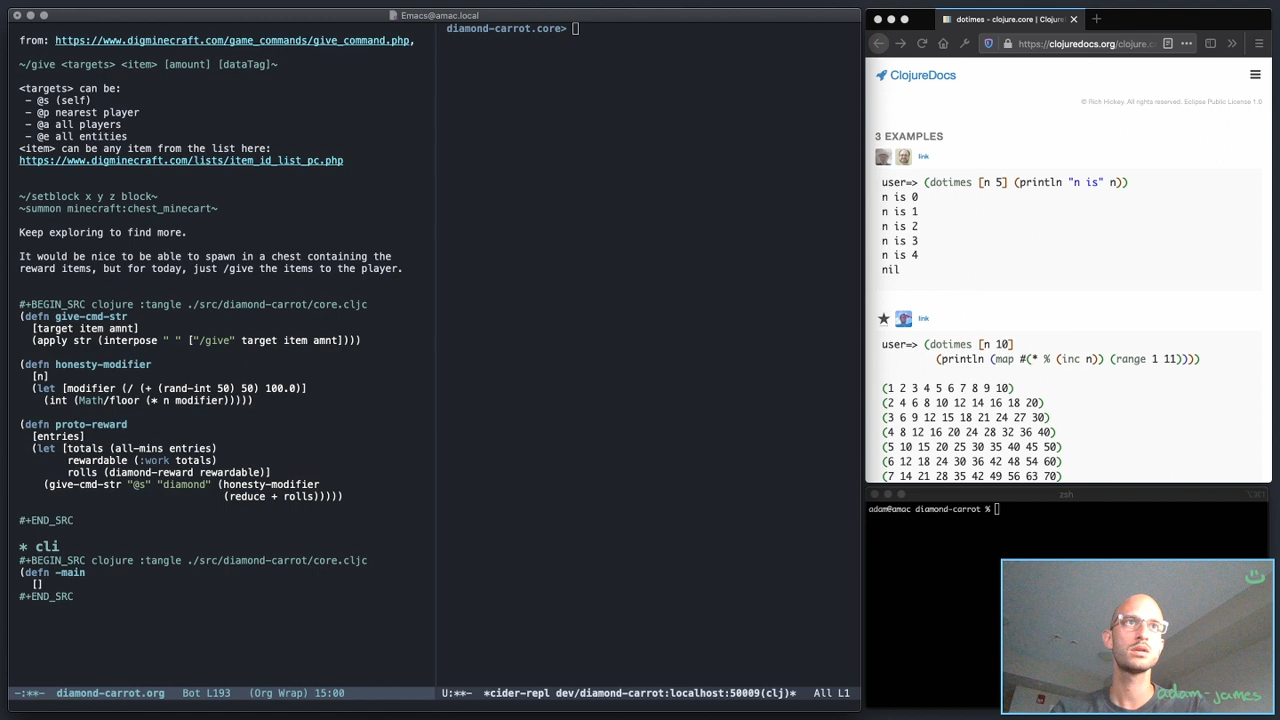 Emacs@amac.local
from: https://www.digminecraft.com/game_commands/give_command.php,
~/give <targets> <item> [amount] [dataTag]~
<targets> can be:
- @s (self)
- @p nearest player
- @a all players
- @e all entities
<item> can be any item from the list here:
https://www.digminecraft.com/lists/item_id_list_pc.php
~/setblock x y z block~
~summon minecraft:chest_minecart~
Keep exploring to find more.
It would be nice to be able to spawn in a chest containing the
reward items, but for today, just /give the items to the player.
#+BEGIN_SRC clojure :tangle ./src/diamond-carrot/core.cljc
(defn give-cmd-str
[target item amnt]
(apply str (interpose " " ["/give" target item amnt])))
(defn honesty-modifier
[n]
(let [modifier (/ (+ (rand-int 50) 50) 100.0)]
(int (Math/floor (* n modifier)))))
(defn proto-reward
[entries]
(let [totals (all-mins entries)
rewardable (:work totals)
rolls (diamond-reward rewardable)]
(give-cmd-str "@s" "diamond" (honesty-modifier
(reduce + rolls)))))
#+END_SRC
* cli
#+BEGIN_SRC clojure :tangle ./src/diamond-carrot/core.cljc
(defn -main
[]
#+END_SRC
-:**- diamond-carrot.org Bot L193 (Org Wrap) 15:00
diamond-carrot.core>
U:**- *cider-repl dev/diamond-carrot:localhost:50009(clj)* All L1
dotimes - clojure.core | Clojure
https://clojuredocs.org/clojure.c
ClojureDocs
© Rich Hickey. All rights reserved. Eclipse Public License 1.0
3 EXAMPLES
link
user=> (dotimes [n 5] (println "n is" n))
n is 0
n is 1
n is 2
n is 3
n is 4
nil
link
user=> (dotimes [n 10]
(println (map #(* % (inc n)) (range 1 11))))
(1 2 3 4 5 6 7 8 9 10)
(2 4 6 8 10 12 14 16 18 20)
(3 6 9 12 15 18 21 24 27 30)
(4 8 12 16 20 24 28 32 36 40)
(5 10 15 20 25 30 35 40 45 50)
(6 12 18 24 30 36 42 48 54 60)
(7 14 21 28 35 42 49 56 63 70)
zsh
adam@amac diamond-carrot %
adam-james